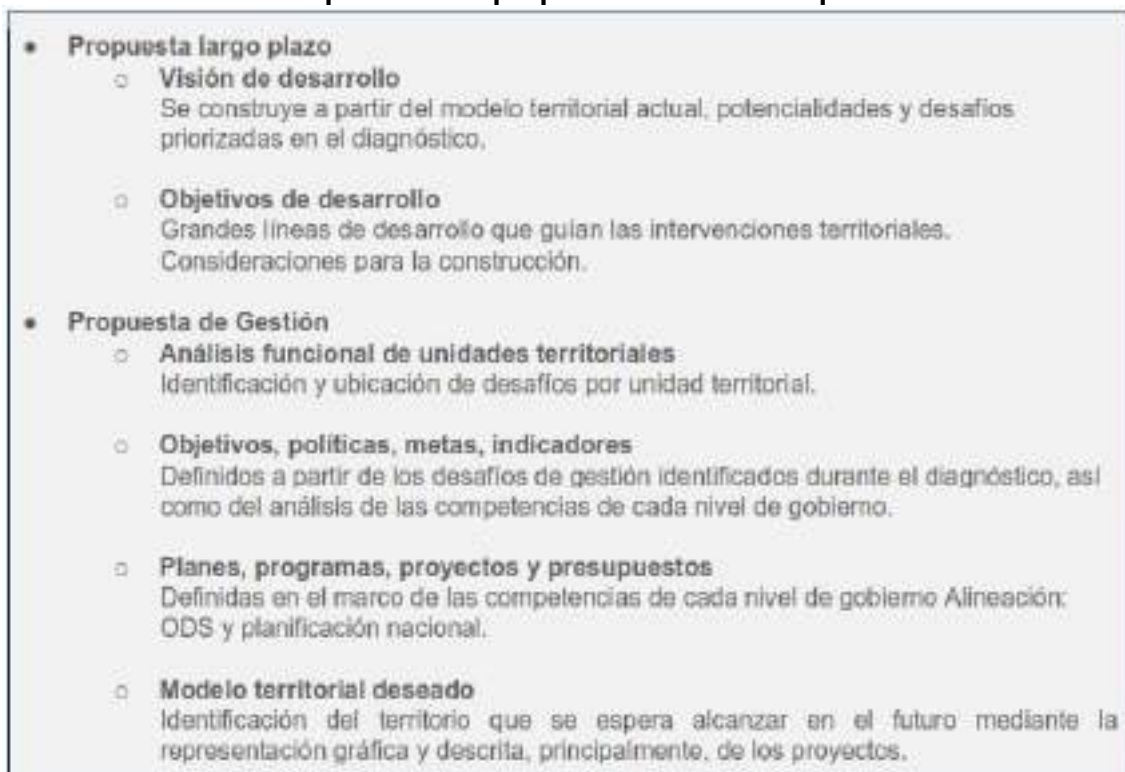 • Propuesta largo plazo
○ Visión de desarrollo
Se construye a partir del modelo territorial actual, potencialidades y desafíos
priorizadas en el diagnóstico.
○ Objetivos de desarrollo
Grandes líneas de desarrollo que guían las intervenciones territoriales.
Consideraciones para la construcción.
• Propuesta de Gestión
○ Análisis funcional de unidades territoriales
Identificación y ubicación de desafíos por unidad territorial.
○ Objetivos, políticas, metas, indicadores
Definidos a partir de los desafíos de gestión identificados durante el diagnóstico, así
como del análisis de las competencias de cada nivel de gobierno.
○ Planes, programas, proyectos y presupuestos
Definidas en el marco de las competencias de cada nivel de gobierno Alineación:
ODS y planificación nacional.
○ Modelo territorial deseado
Identificación del territorio que se espera alcanzar en el futuro mediante la
representación gráfica y descrita, principalmente, de los proyectos.